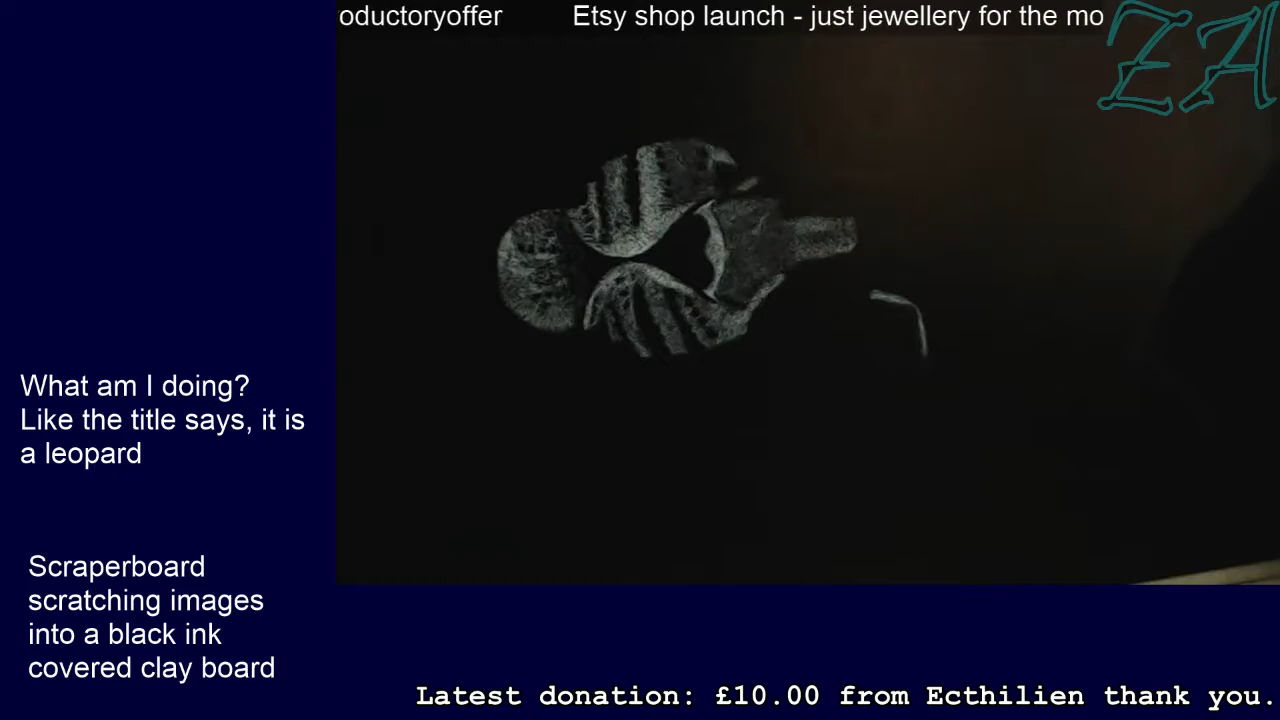 oductoryoffer Etsy shop launch - just jewellery for the mo
ZA
What am I doing?
Like the title says, it is
a leopard
Scraperboard
scratching images
into a black ink
covered clay board
Latest donation: £10.00 from Ecthilien thank you.